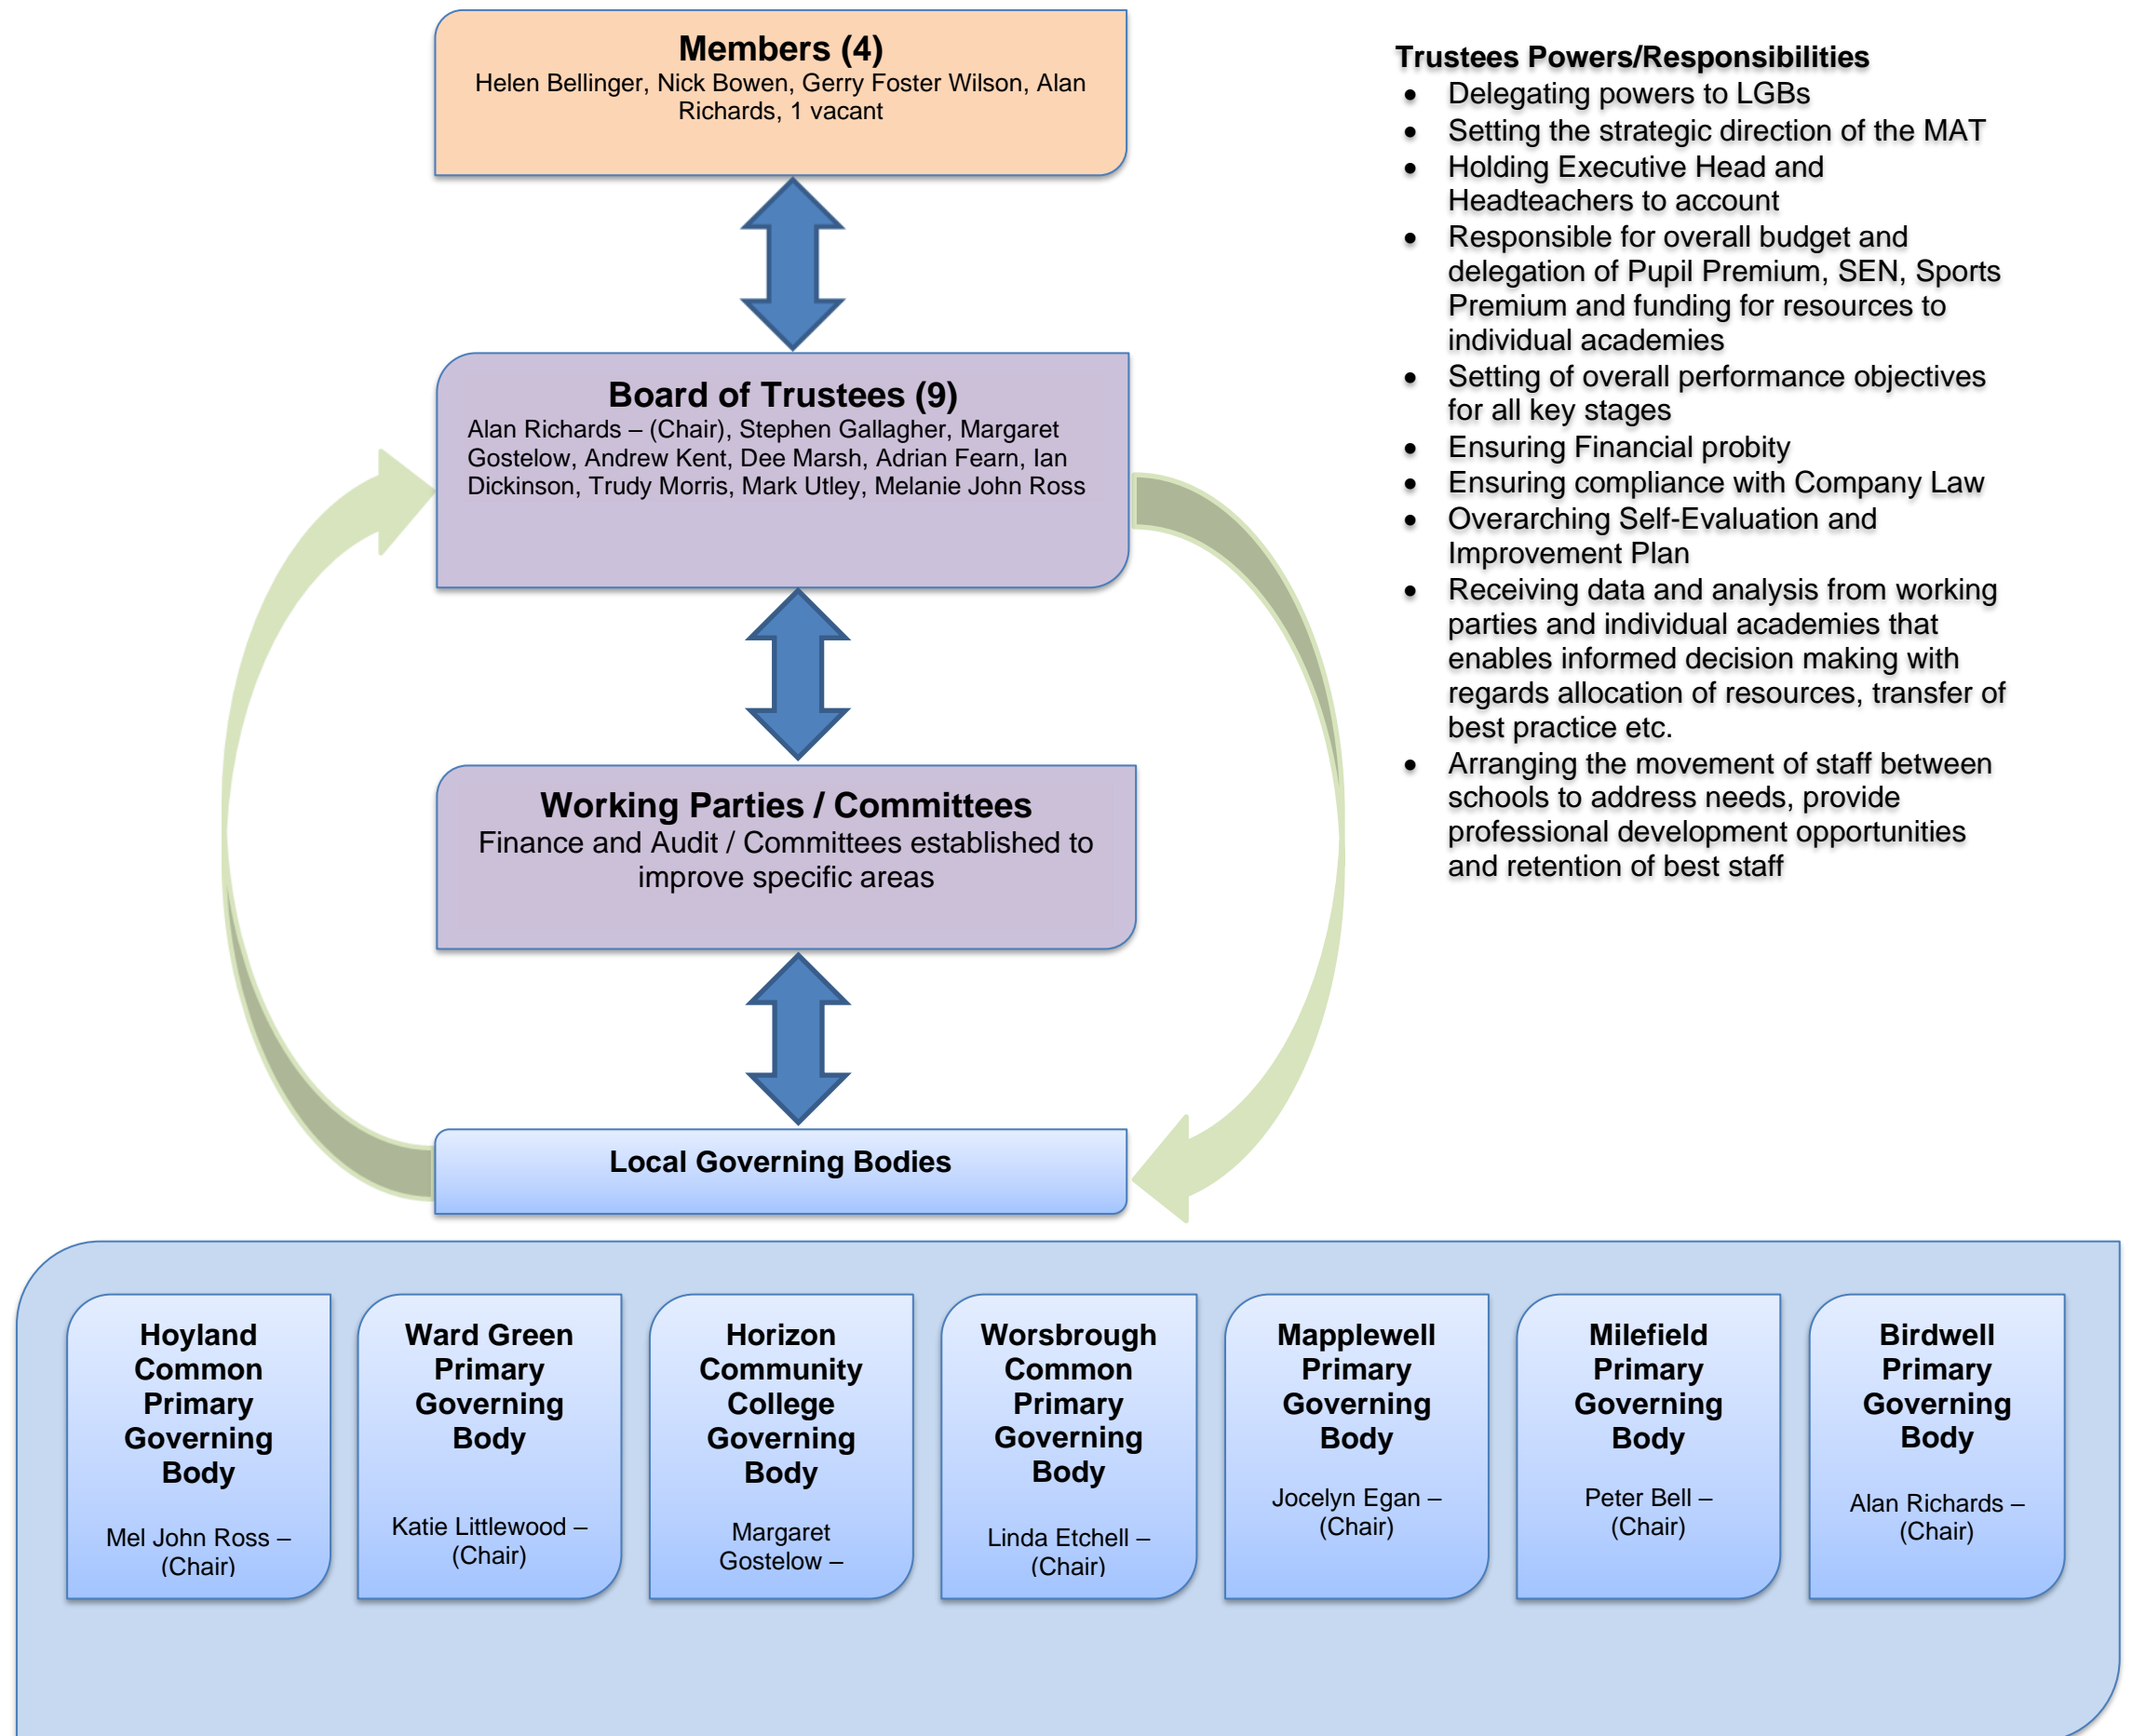 Members (4)
Helen Bellinger, Nick Bowen, Gerry Foster Wilson, Alan
Richards, 1 vacant
Board of Trustees (9)
Alan Richards – (Chair), Stephen Gallagher, Margaret
Gostelow, Andrew Kent, Dee Marsh, Adrian Fearn, Ian
Dickinson, Trudy Morris, Mark Utley, Melanie John Ross
Working Parties / Committees
Finance and Audit / Committees established to
improve specific areas
Local Governing Bodies
Trustees Powers/Responsibilities
• Delegating powers to LGBs
• Setting the strategic direction of the MAT
• Holding Executive Head and
Headteachers to account
• Responsible for overall budget and
delegation of Pupil Premium, SEN, Sports
Premium and funding for resources to
individual academies
• Setting of overall performance objectives
for all key stages
• Ensuring Financial probity
• Ensuring compliance with Company Law
• Overarching Self-Evaluation and
Improvement Plan
• Receiving data and analysis from working
parties and individual academies that
enables informed decision making with
regards allocation of resources, transfer of
best practice etc.
• Arranging the movement of staff between
schools to address needs, provide
professional development opportunities
and retention of best staff
Hoyland
Common
Primary
Governing
Body
Mel John Ross –
(Chair)
Ward Green
Primary
Governing
Body
Katie Littlewood –
(Chair)
Horizon
Community
College
Governing
Body
Margaret
Gostelow –
Worsbrough
Common
Primary
Governing
Body
Linda Etchell –
(Chair)
Mapplewell
Primary
Governing
Body
Jocelyn Egan –
(Chair)
Milefield
Primary
Governing
Body
Peter Bell –
(Chair)
Birdwell
Primary
Governing
Body
Alan Richards –
(Chair)